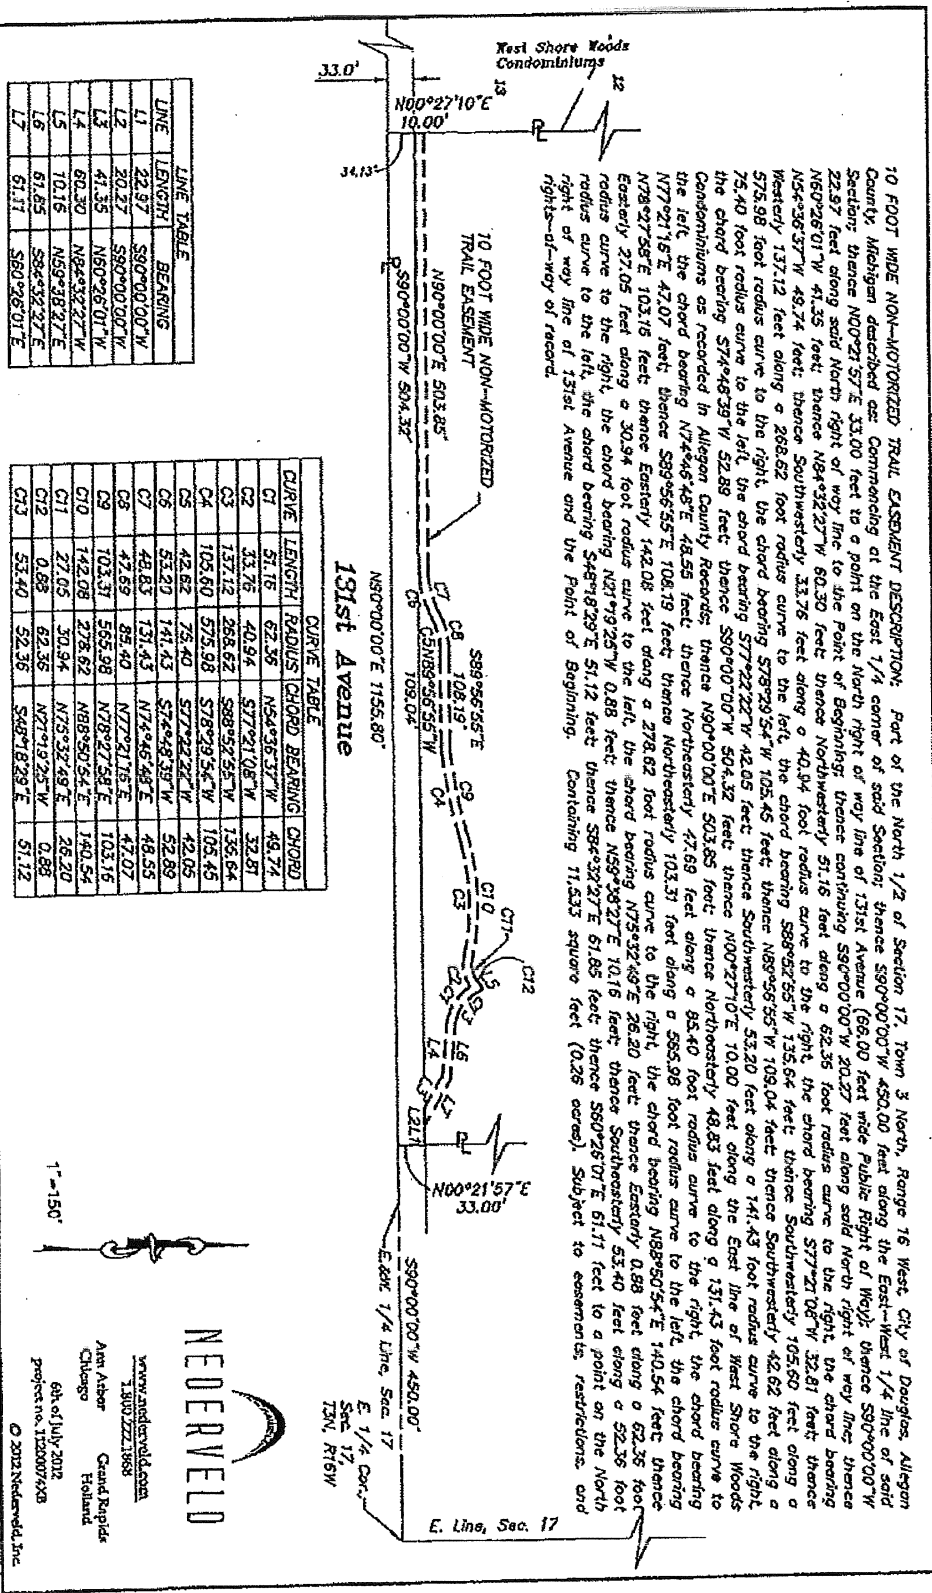 10 FOOT WIDE NON-MOTORIZED TRAIL EASEMENT DESCRIPTION: Part of the North 1/2 of Section 17, Town 3 North, Range 16 West, City of Douglas, Allegan
County, Michigan described as: Commencing at the East 1/4 corner of said Section; thence S90°00'00"W 450.00 feet along the East-West 1/4 line of said
Section; thence N00°21'57"E 33.00 feet to a point on the North right of way line of 131st Avenue (66.00 feet wide Public Right of Way); thence S90°00'00"W
22.97 feet along said North right of way line to the Point of Beginning; thence continuing S90°00'00"W 20.27 feet along said North right of way line; thence
N60°26'01"W 41.35 feet; thence N84°32'27"W 60.30 feet; thence Northwesterly 51.16 feet along a 62.36 foot radius curve to the right, the chord bearing
N54°36'37"W 49.74 feet; thence Southwesterly 33.76 feet along a 40.94 foot radius curve to the right, the chord bearing S77°21'08"W 32.81 feet; thence
Westerly 137.12 feet along a 268.62 foot radius curve to the left, the chord bearing S88°52'55"W 135.64 feet; thence Southwesterly 105.60 feet along a
575.98 foot radius curve to the right, the chord bearing S78°29'54"W 105.45 feet; thence N89°56'55"W 109.04 feet; thence Southwesterly 42.62 feet along a
75.40 foot radius curve to the left, the chord bearing S77°22'22"W 42.05 feet; thence Southwesterly 53.20 feet along a 141.43 foot radius curve to the right,
the chord bearing S74°48'39"W 52.89 feet; thence S90°00'00"W 504.32 feet; thence N00°27'10"E 10.00 feet along the East line of West Shore Woods
Condominiums as recorded in Allegan County Records; thence N90°00'00"E 503.85 feet; thence Northeasterly 48.83 feet along a 131.43 foot radius curve to
the left, the chord bearing N74°46'48"E 48.55 feet; thence Northeasterly 47.69 feet along a 85.40 foot radius curve to the right, the chord bearing
N77°21'16"E 47.07 feet; thence S89°56'55"E 108.19 feet; thence Northeasterly 103.31 feet along a 565.98 foot radius curve to the left, the chord bearing
N78°27'58"E 103.16 feet; thence Easterly 142.08 feet along a 278.62 foot radius curve to the right, the chord bearing N88°50'54"E 140.54 feet; thence
Easterly 27.05 feet along a 30.94 foot radius curve to the left, the chord bearing N75°32'49"E 26.20 feet; thence Easterly 0.88 feet along a 62.36 foot
radius curve to the right, the chord bearing N21°19'25"W 0.88 feet; thence N59°38'27"E 10.16 feet; thence Southeasterly 53.40 feet along a 52.36 foot
radius curve to the left, the chord bearing S48°18'29"E 51.12 feet; thence S84°32'27"E 61.85 feet; thence S60°26'01"E 61.11 feet to a point on the North
right of way line of 131st Avenue and the Point of Beginning. Containing 11,533 square feet (0.26 acres). Subject to easements, restrictions, and
rights-of-way of record.
West Shore Woods
Condominiums
12
13
PL
33.0'
N00°27'10"E
10.00'
34.13'
10 FOOT WIDE NON-MOTORIZED
TRAIL EASEMENT
N90°00'00"E 503.85'
S90°00'00"W 504.32'
PL
C7
C8
C6
C5
S89°56'55"E
108.19'
N89°56'55"W
109.04'
C9
C4
C10
C3
C11
C12
L5
C2
C1
C13
L6
L4
L7
L3
L2
L1
PL
N00°21'57"E
33.00'
N90°00'00"E 1155.80'
131st Avenue
S90°00'00"W 450.00'
E.&W. 1/4 Line, Sec. 17
E. 1/4 Cor.,
Sec. 17,
T3N, R16W
E. Line, Sec. 17
LINE TABLE
LINE LENGTH BEARING
L1 22.97 S90°00'00"W
L2 20.27 S90°00'00"W
L3 41.35 N60°26'01"W
L4 60.30 N84°32'27"W
L5 10.16 N59°38'27"E
L6 61.85 S84°32'27"E
L7 61.11 S60°26'01"E
CURVE TABLE
CURVE LENGTH RADIUS CHORD BEARING CHORD
C1 51.16 62.36 N54°36'37"W 49.74
C2 33.76 40.94 S77°21'08"W 32.81
C3 137.12 268.62 S88°52'55"W 135.64
C4 105.60 575.98 S78°29'54"W 105.45
C5 42.62 75.40 S77°22'22"W 42.05
C6 53.20 141.43 S74°48'39"W 52.89
C7 48.83 131.43 N74°46'48"E 48.55
C8 47.69 85.40 N77°21'16"E 47.07
C9 103.31 565.98 N78°27'58"E 103.16
C10 142.08 278.62 N88°50'54"E 140.54
C11 27.05 30.94 N75°32'49"E 26.20
C12 0.88 62.36 N21°19'25"W 0.88
C13 53.40 52.36 S48°18'29"E 51.12
1"=150'
NEDERVELD
www.nederveld.com
1.800.222.1868
Ann Arbor Grand Rapids
Chicago Holland
6th of July 2012
project no. 11200074XB
© 2012 Nederveld, Inc.